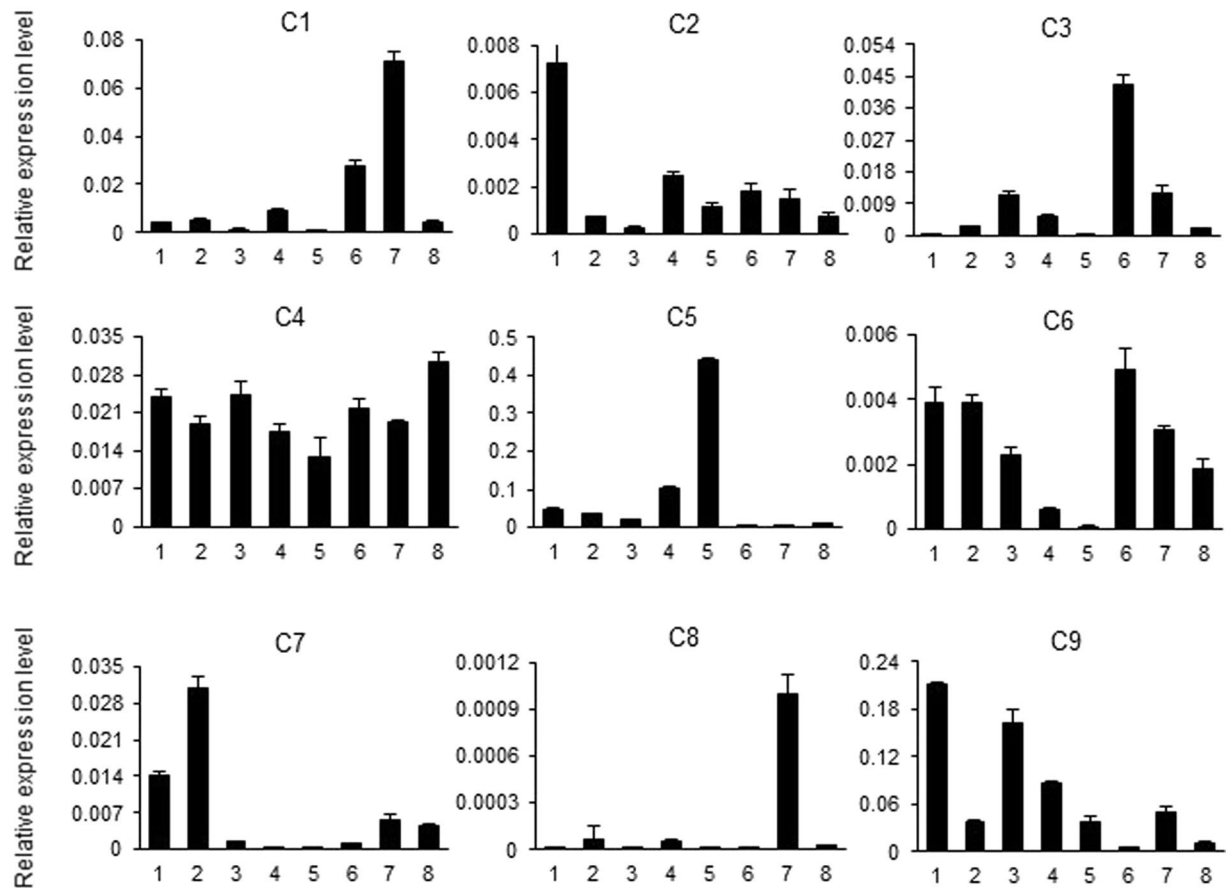 C1 C2 C3
Relative expression level
0.08 0.008 0.054
0.06 0.006 0.045
0.04 0.004 0.036
0.02 0.002 0.027
0 0 0.018
0.009
0
1 2 3 4 5 6 7 8 1 2 3 4 5 6 7 8 1 2 3 4 5 6 7 8
C4 C5 C6
Relative expression level
0.035 0.5 0.006
0.028 0.4 0.004
0.021 0.3 0.002
0.014 0.2 0
0.007 0.1
0 0
1 2 3 4 5 6 7 8 1 2 3 4 5 6 7 8 1 2 3 4 5 6 7 8
C7 C8 C9
Relative expression level
0.035 0.0012 0.24
0.028 0.0009 0.18
0.021 0.0006 0.12
0.014 0.0003 0.06
0.007 0 0
0
1 2 3 4 5 6 7 8 1 2 3 4 5 6 7 8 1 2 3 4 5 6 7 8